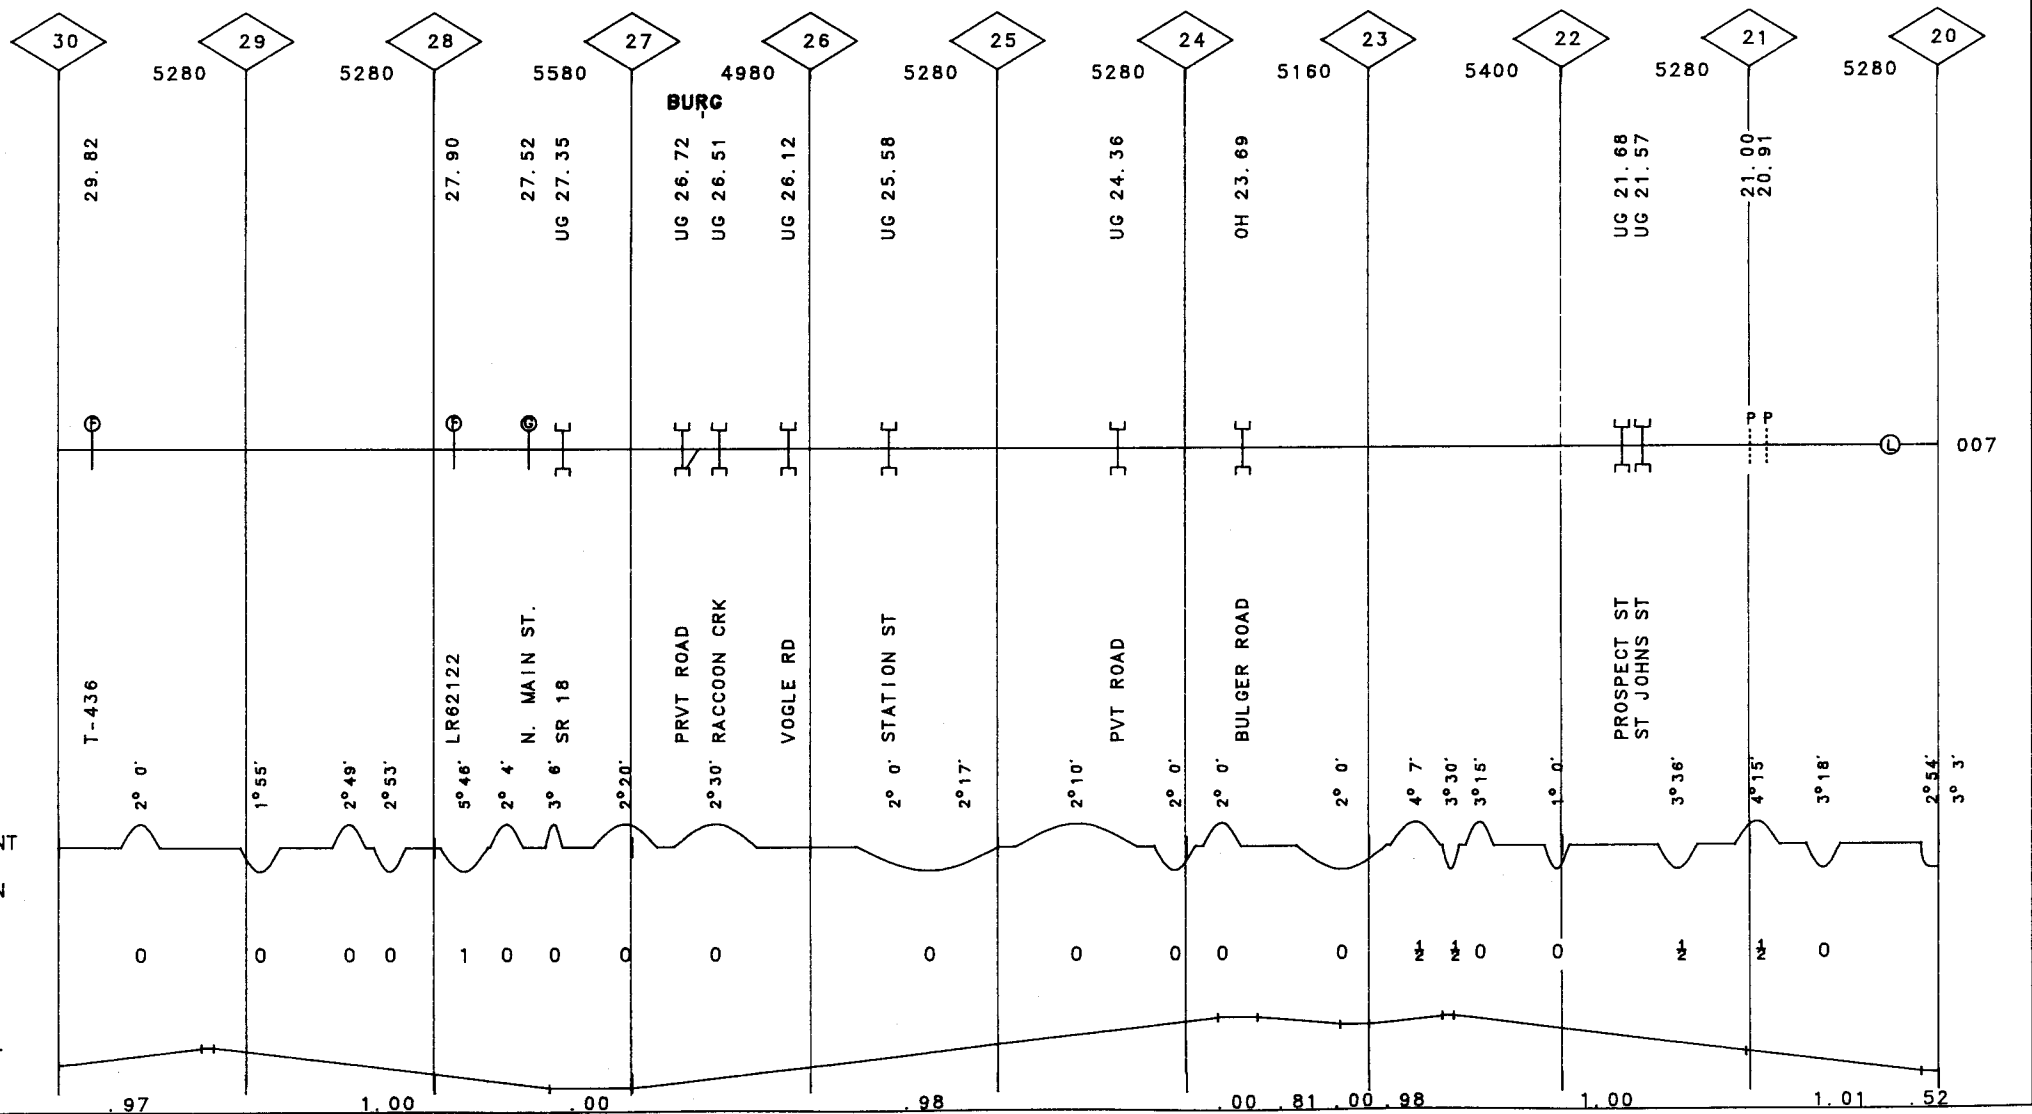 30 29 28 27 26 25 24 23 22 21 20
5280 5280 5580 4980 5280 5280 5160 5400 5280 5280
BURG
29.82
27.90
27.52
UG 27.35
UG 26.72
UG 26.51
UG 26.12
UG 25.58
UG 24.36
OH 23.69
UG 21.68
UG 21.57
21.00
20.91
F F G P P L 007
T-436
LR62122
N. MAIN ST.
SR 18
PRVT ROAD
RACCOON CRK
VOGLE RD
STATION ST
PVT ROAD
BULGER ROAD
PROSPECT ST
ST JOHNS ST
2° 0' 1°55' 2°49' 2°53' 5°46' 2° 4' 3° 6' 2°20' 2°30' 2° 0' 2°17' 2°10' 2° 0' 2° 0' 2° 0' 4° 7' 3°30' 3°15' 1° 0' 3°36' 4°15' 3°18' 2°54' 3° 3'
NT
N
0 0 0 0 1 0 0 0 0 0 0 0 0 0 ½ ½ 0 0 ½ ½ 0
.97 1.00 .00 .98 .00 .81 .00 .98 1.00 1.01 .52